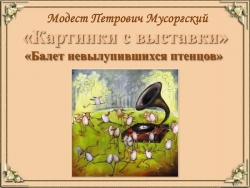 Модест Петрович Мусоргский
«Картинки с выставки»
«Балет невылупившихся птенцов»